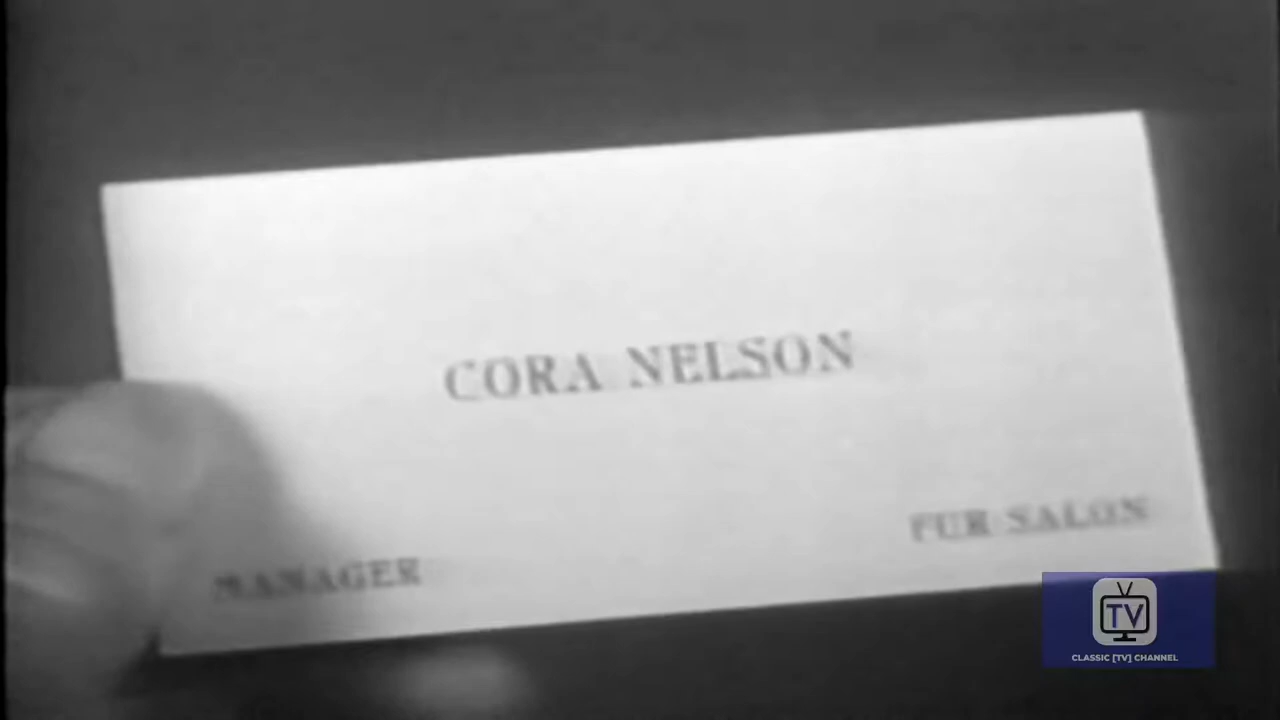 CORA NELSON
MANAGER
FUR SALON
TV
CLASSIC [TV] CHANNEL